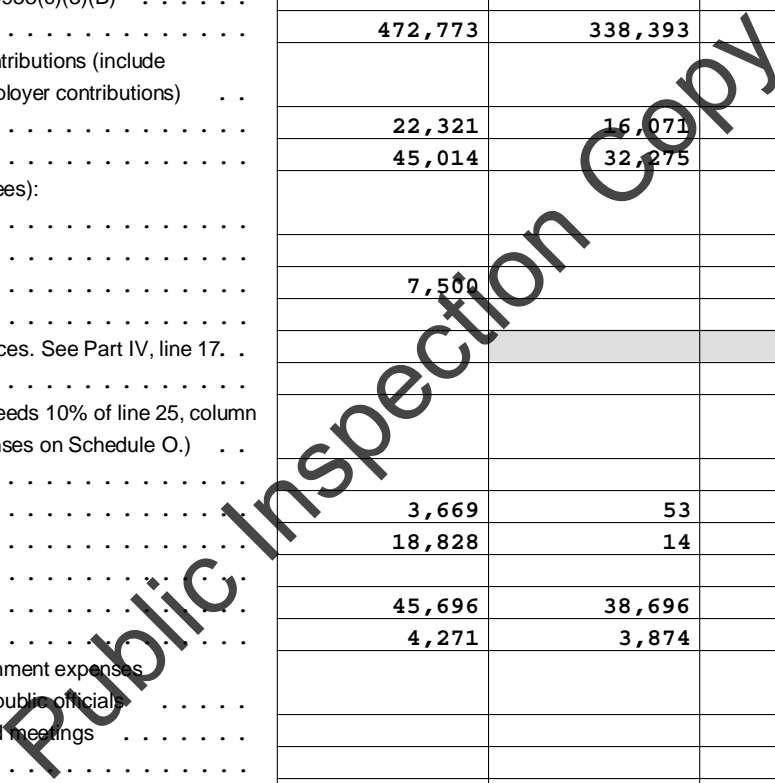 . . . . . .
. . . . . . . . . . . . . . 472,773 338,393
tributions (include
ployer contributions) . .
. . . . . . . . . . . . . . 22,321 16,071
. . . . . . . . . . . . . . 45,014 32,275
ees):
. . . . . . . . . . . . . .
. . . . . . . . . . . . . .
. . . . . . . . . . . . . . 7,500
. . . . . . . . . . . . . .
ces. See Part IV, line 17. .
. . . . . . . . . . . . . .
eeds 10% of line 25, column
nses on Schedule O.) . .
. . . . . . . . . . . . . .
. . . . . . . . . . . . . . 3,669 53
. . . . . . . . . . . . . . 18,828 14
. . . . . . . . . . . . . .
. . . . . . . . . . . . . . 45,696 38,696
. . . . . . . . . . . . . . 4,271 3,874
nment expenses
public officials . . . . .
d meetings . . . . . . .
. . . . . . . . . . . . . .
Public Inspection Copy